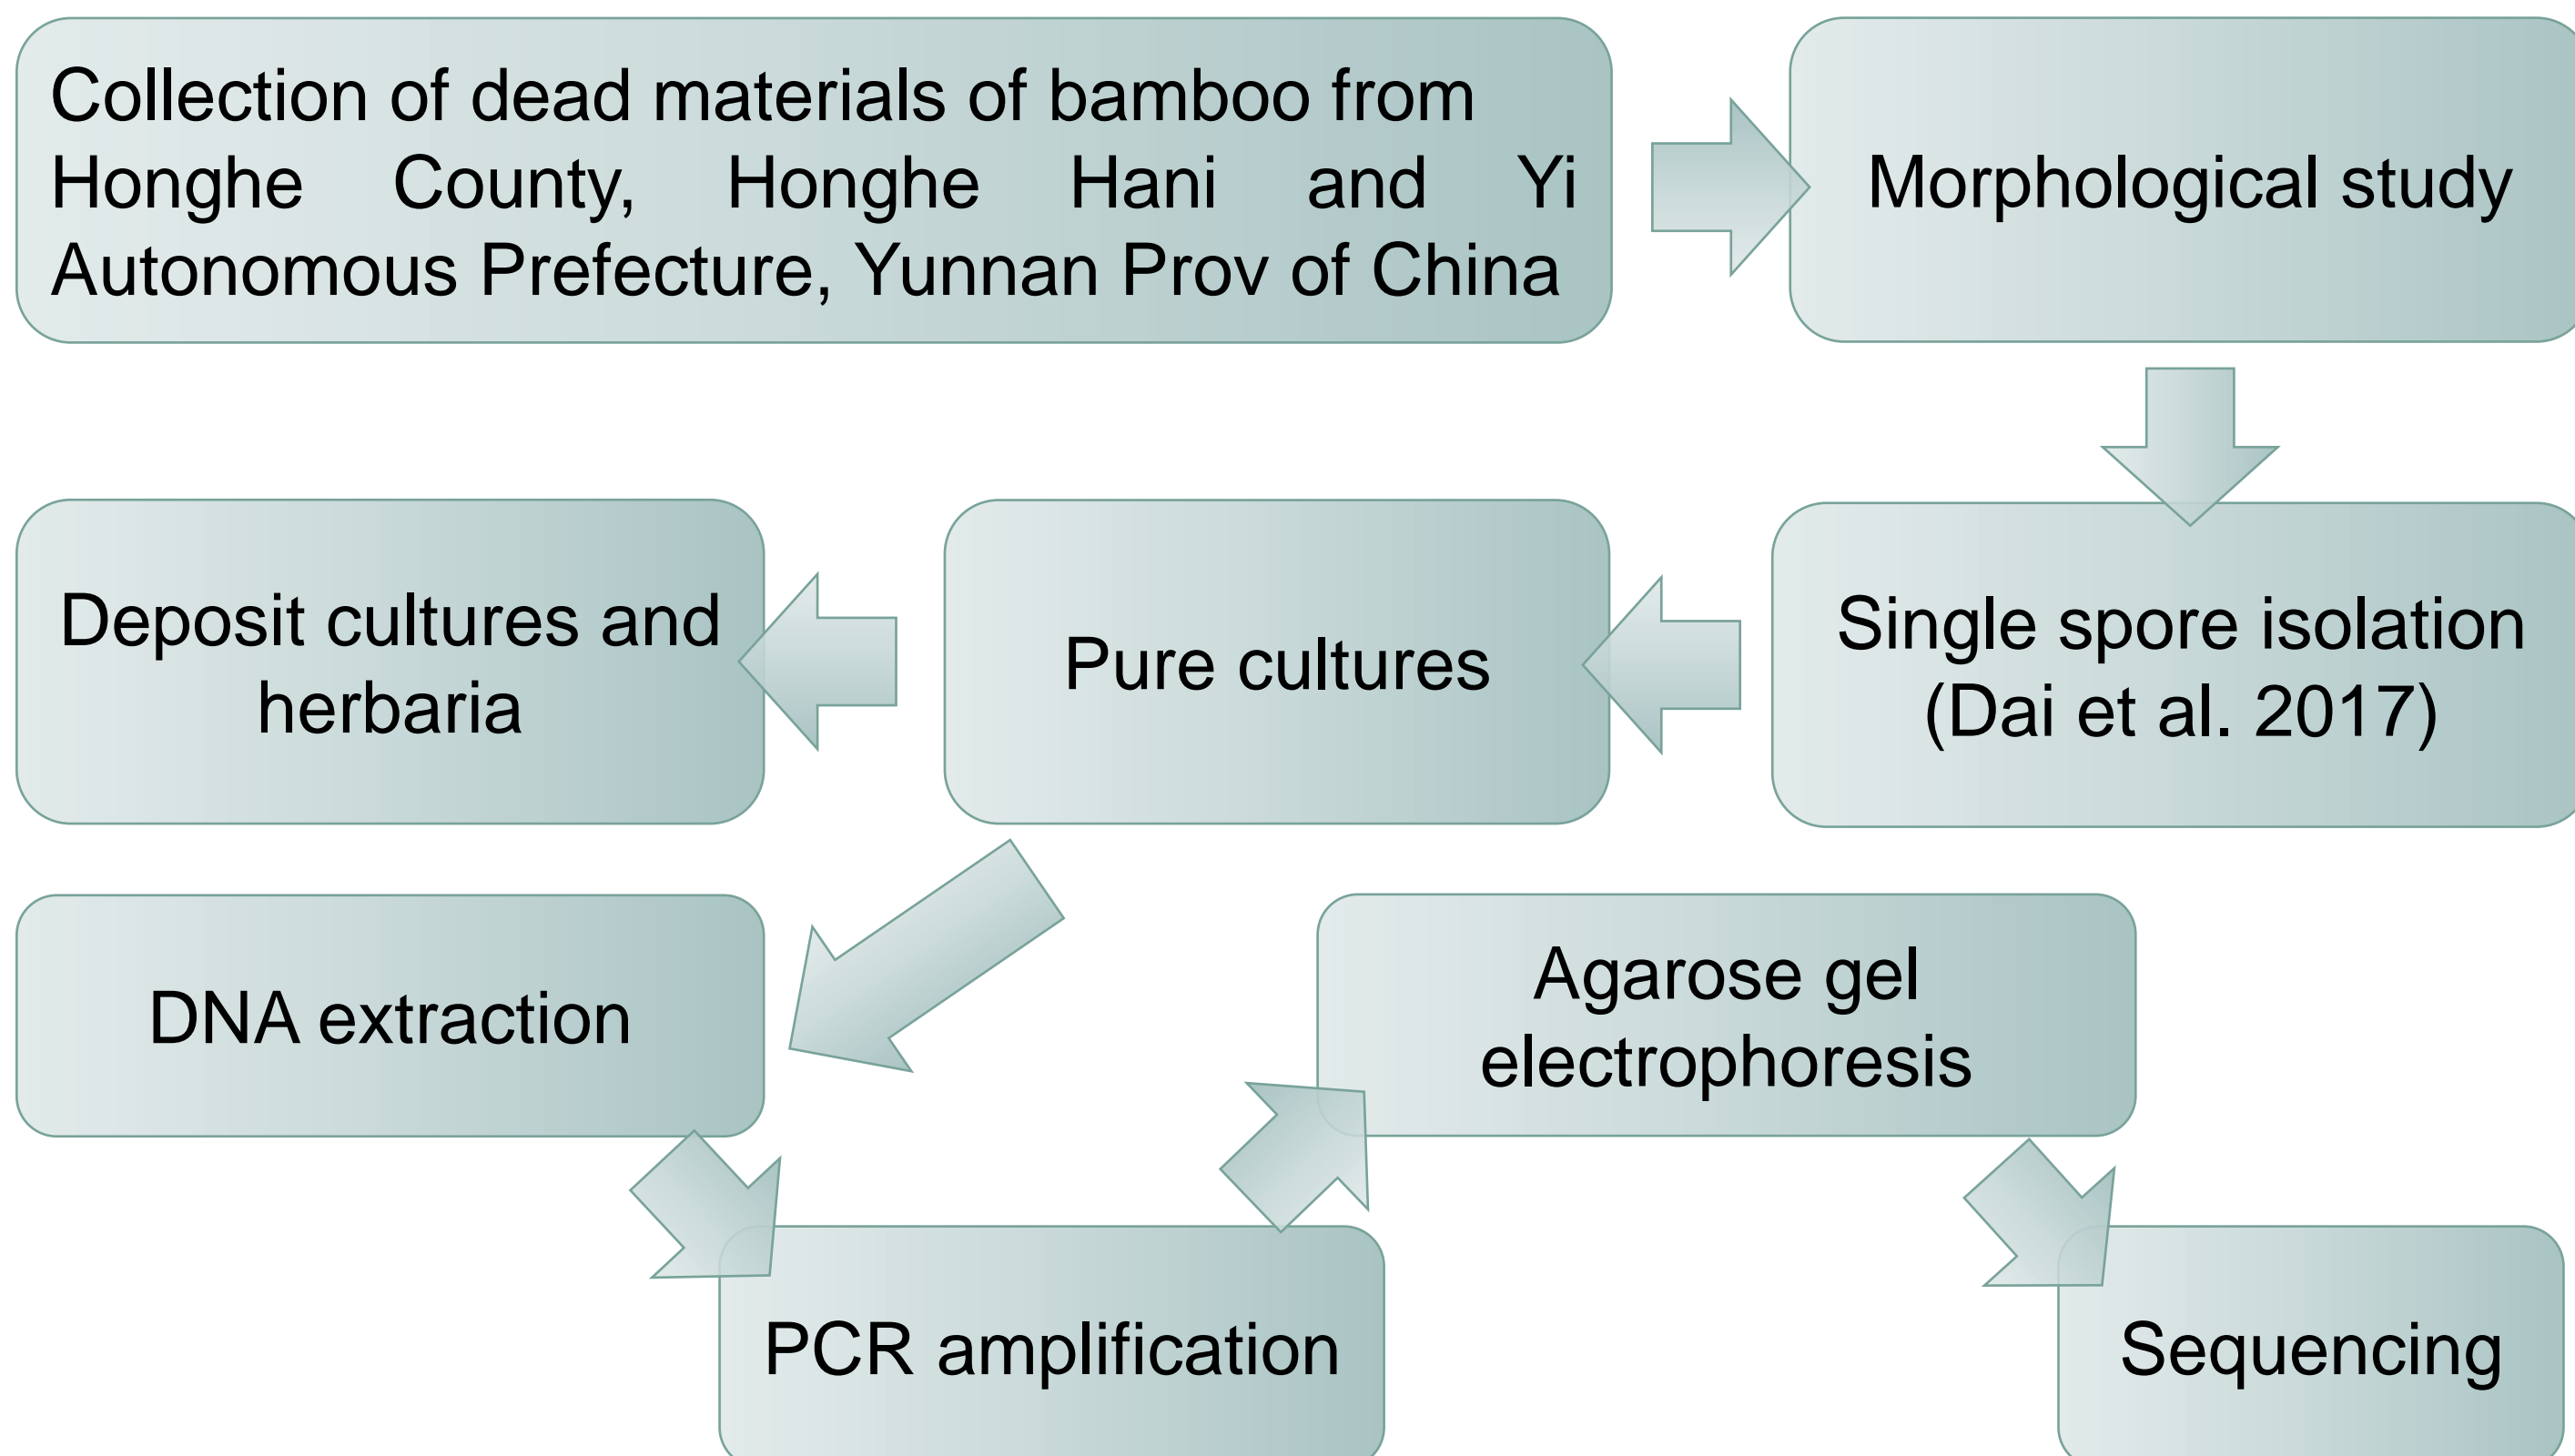 Collection of dead materials of bamboo from
Honghe County, Honghe Hani and Yi
Autonomous Prefecture, Yunnan Prov of China
Morphological study
Single spore isolation
(Dai et al. 2017)
Pure cultures
Deposit cultures and
herbaria
DNA extraction
PCR amplification
Agarose gel
electrophoresis
Sequencing